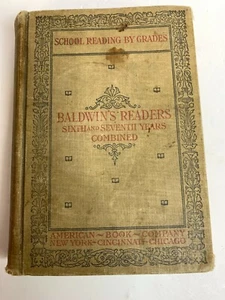 SCHOOL READING BY GRADES
BALDWIN'S READERS
SIXTH AND SEVENTH YEARS
COMBINED
AMERICAN BOOK COMPANY
NEW YORK CINCINNATI CHICAGO